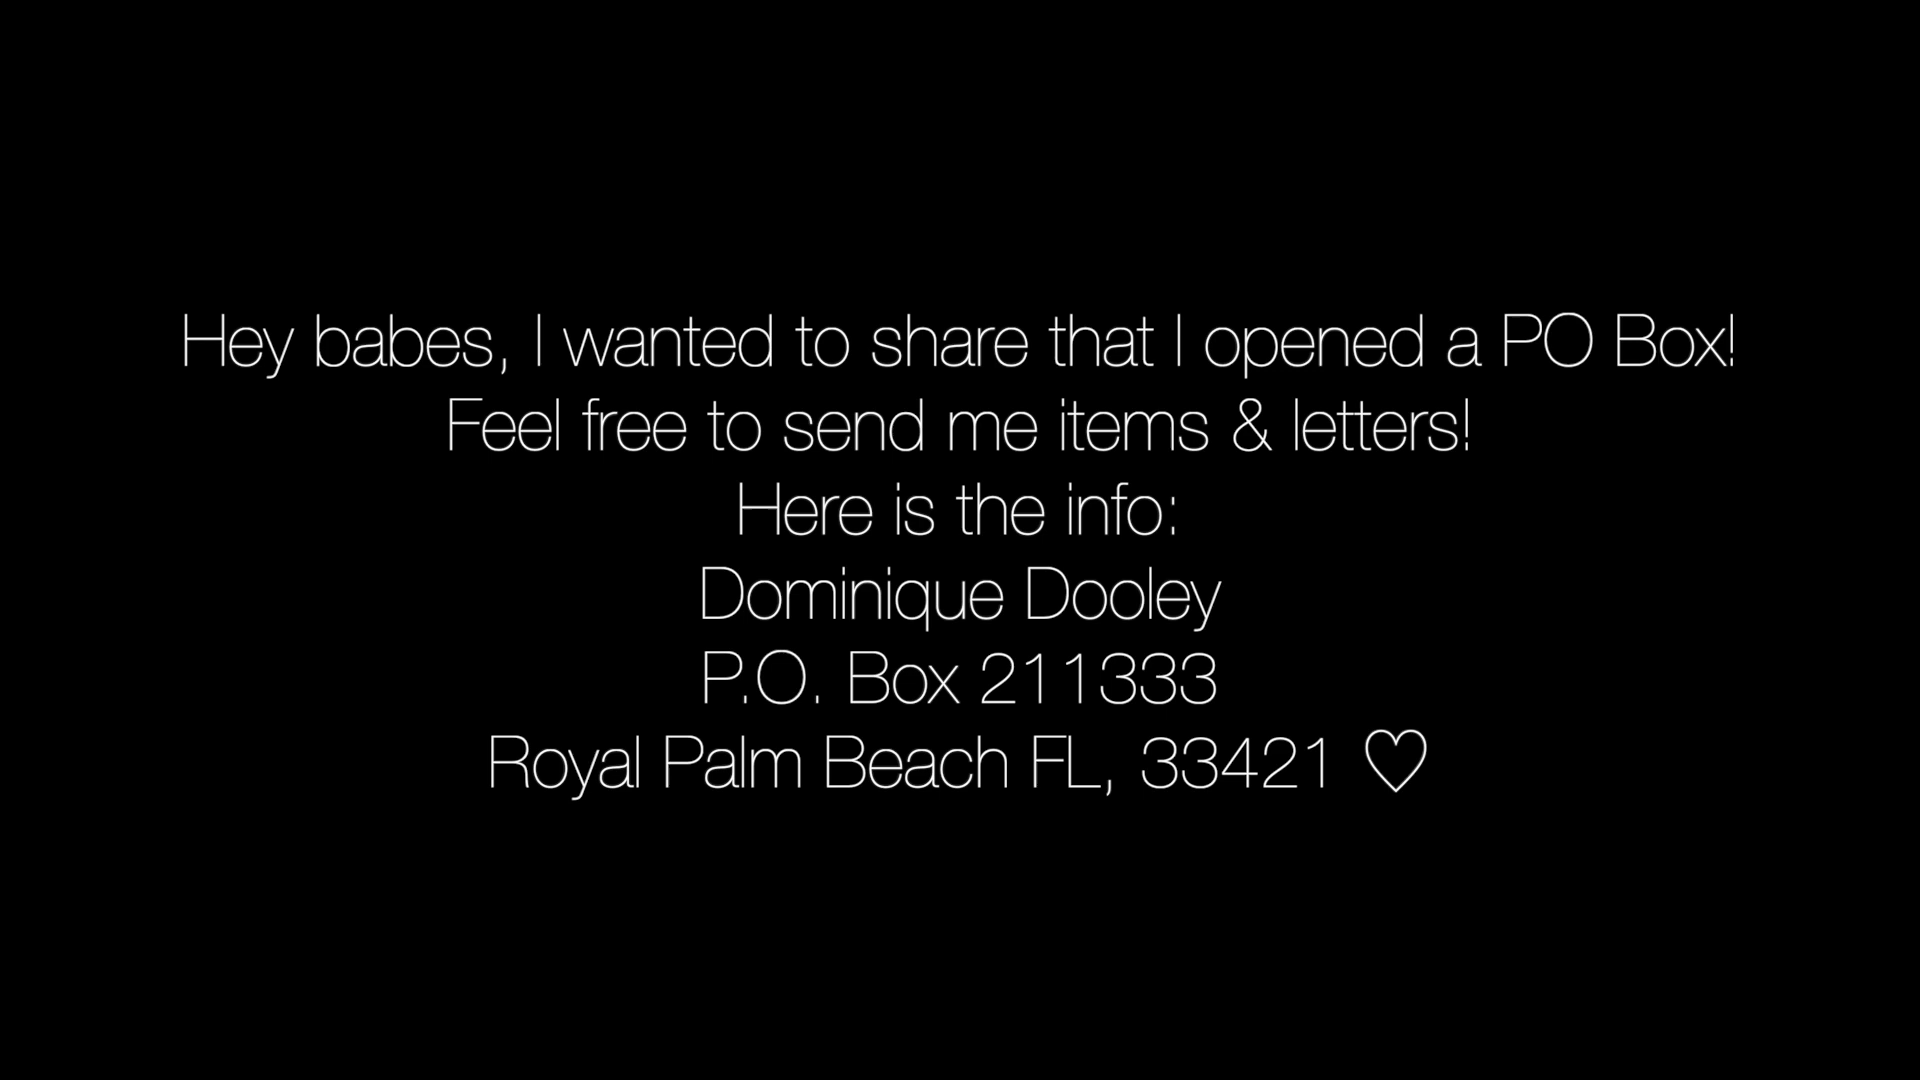 Hey babes, I wanted to share that I opened a PO Box!
Feel free to send me items & letters!
Here is the info:
Dominique Dooley
P.O. Box 211333
Royal Palm Beach FL, 33421 ♡